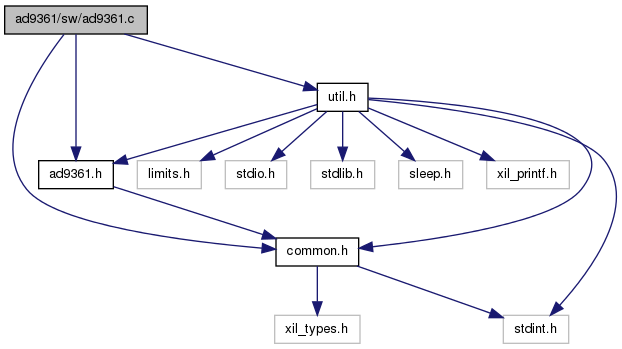 ad9361/sw/ad9361.c
util.h
ad9361.h
limits.h
stdio.h
stdlib.h
sleep.h
xil_printf.h
common.h
xil_types.h
stdint.h